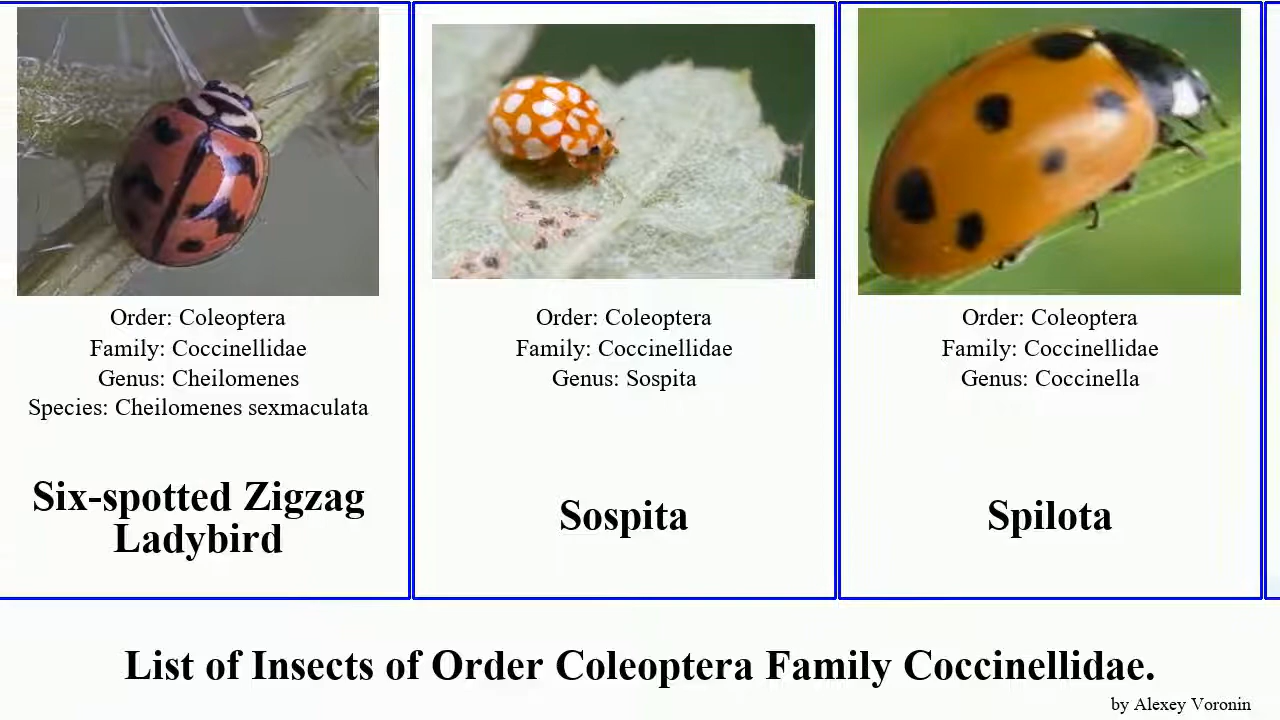 Order: Coleoptera
Family: Coccinellidae
Genus: Cheilomenes
Species: Cheilomenes sexmaculata
Six-spotted Zigzag
Ladybird
Order: Coleoptera
Family: Coccinellidae
Genus: Sospita
Sospita
Order: Coleoptera
Family: Coccinellidae
Genus: Coccinella
Spilota
List of Insects of Order Coleoptera Family Coccinellidae.
by Alexey Voronin